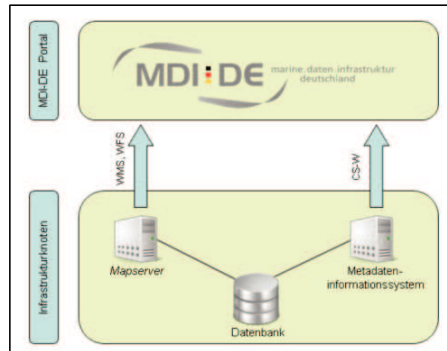 MDI-DE Portal
MDI:DE
marine.daten.infrastruktur
deutschland
WMS, WFS
CS-W
Infrastrukturknoten
Mapserver
Metadaten-
informationssystem
Datenbank